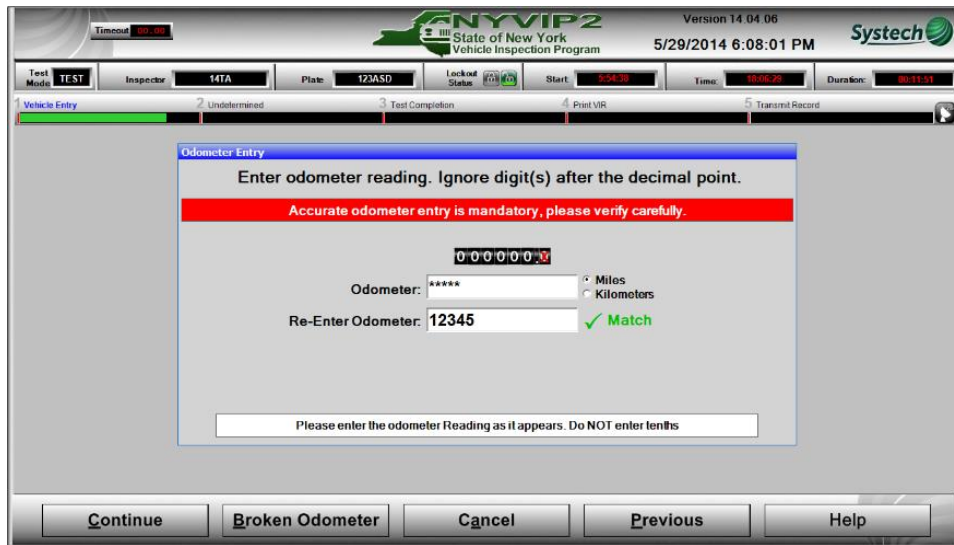 Timeout 00:00
NYVIP2
State of New York
Vehicle Inspection Program
Version 14.04.06
5/29/2014 6:08:01 PM
Systech
Test Mode TEST
Inspector 14TA
Plate 123ASD
Lockout Status
Start: 5:54:38
Time: 18:06:29
Duration: 00:11:51
1 Vehicle Entry
2 Undetermined
3 Test Completion
4 Print VIR
5 Transmit Record
Odometer Entry
Enter odometer reading. Ignore digit(s) after the decimal point.
Accurate odometer entry is mandatory, please verify carefully.
000000.X
Odometer: *****
Miles
Kilometers
Re-Enter Odometer: 12345
Match
Please enter the odometer Reading as it appears. Do NOT enter tenths
Continue
Broken Odometer
Cancel
Previous
Help